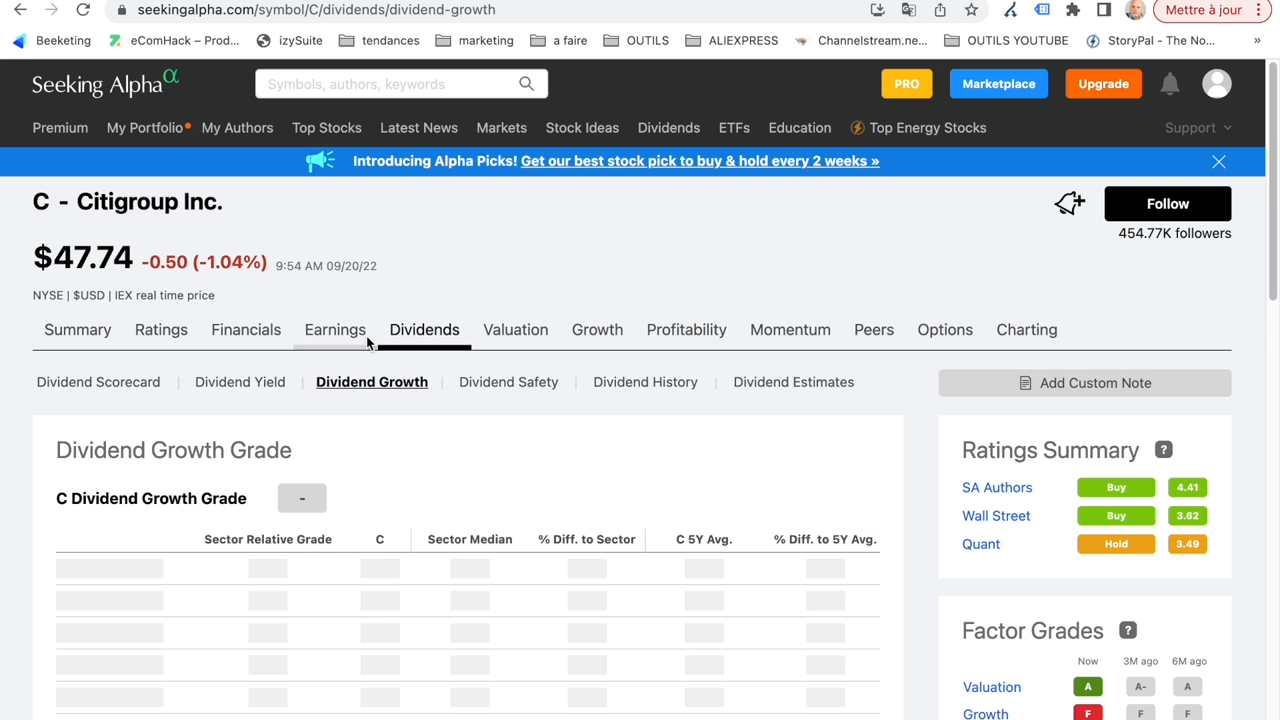 seekingalpha.com/symbol/C/dividends/dividend-growth
Mettre à jour
Beeketing eComHack – Prod... izySuite tendances marketing a faire OUTILS ALIEXPRESS Channelstream.ne... OUTILS YOUTUBE StoryPal - The No... »
Seeking Alpha α Symbols, authors, keywords PRO Marketplace Upgrade
Premium My Portfolio My Authors Top Stocks Latest News Markets Stock Ideas Dividends ETFs Education Top Energy Stocks Support
Introducing Alpha Picks! Get our best stock pick to buy & hold every 2 weeks »
C - Citigroup Inc.
Follow
454.77K followers
$47.74 -0.50 (-1.04%) 9:54 AM 09/20/22
NYSE | $USD | IEX real time price
Summary Ratings Financials Earnings Dividends Valuation Growth Profitability Momentum Peers Options Charting
Dividend Scorecard | Dividend Yield | Dividend Growth | Dividend Safety | Dividend History | Dividend Estimates
Add Custom Note
Dividend Growth Grade
C Dividend Growth Grade -
Sector Relative Grade C Sector Median % Diff. to Sector C 5Y Avg. % Diff. to 5Y Avg.
Ratings Summary ?
SA Authors Buy 4.41
Wall Street Buy 3.62
Quant Hold 3.49
Factor Grades ?
Now 3M ago 6M ago
Valuation A A- A
Growth F F F